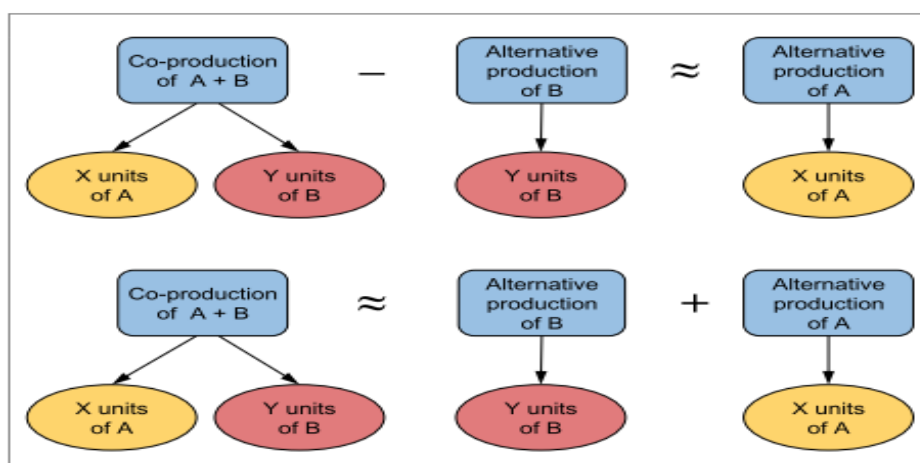 Co-production
of A + B
−
Alternative
production
of B
≈
Alternative
production
of A
X units
of A
Y units
of B
Y units
of B
X units
of A
Co-production
of A + B
≈
Alternative
production
of B
+
Alternative
production
of A
X units
of A
Y units
of B
Y units
of B
X units
of A